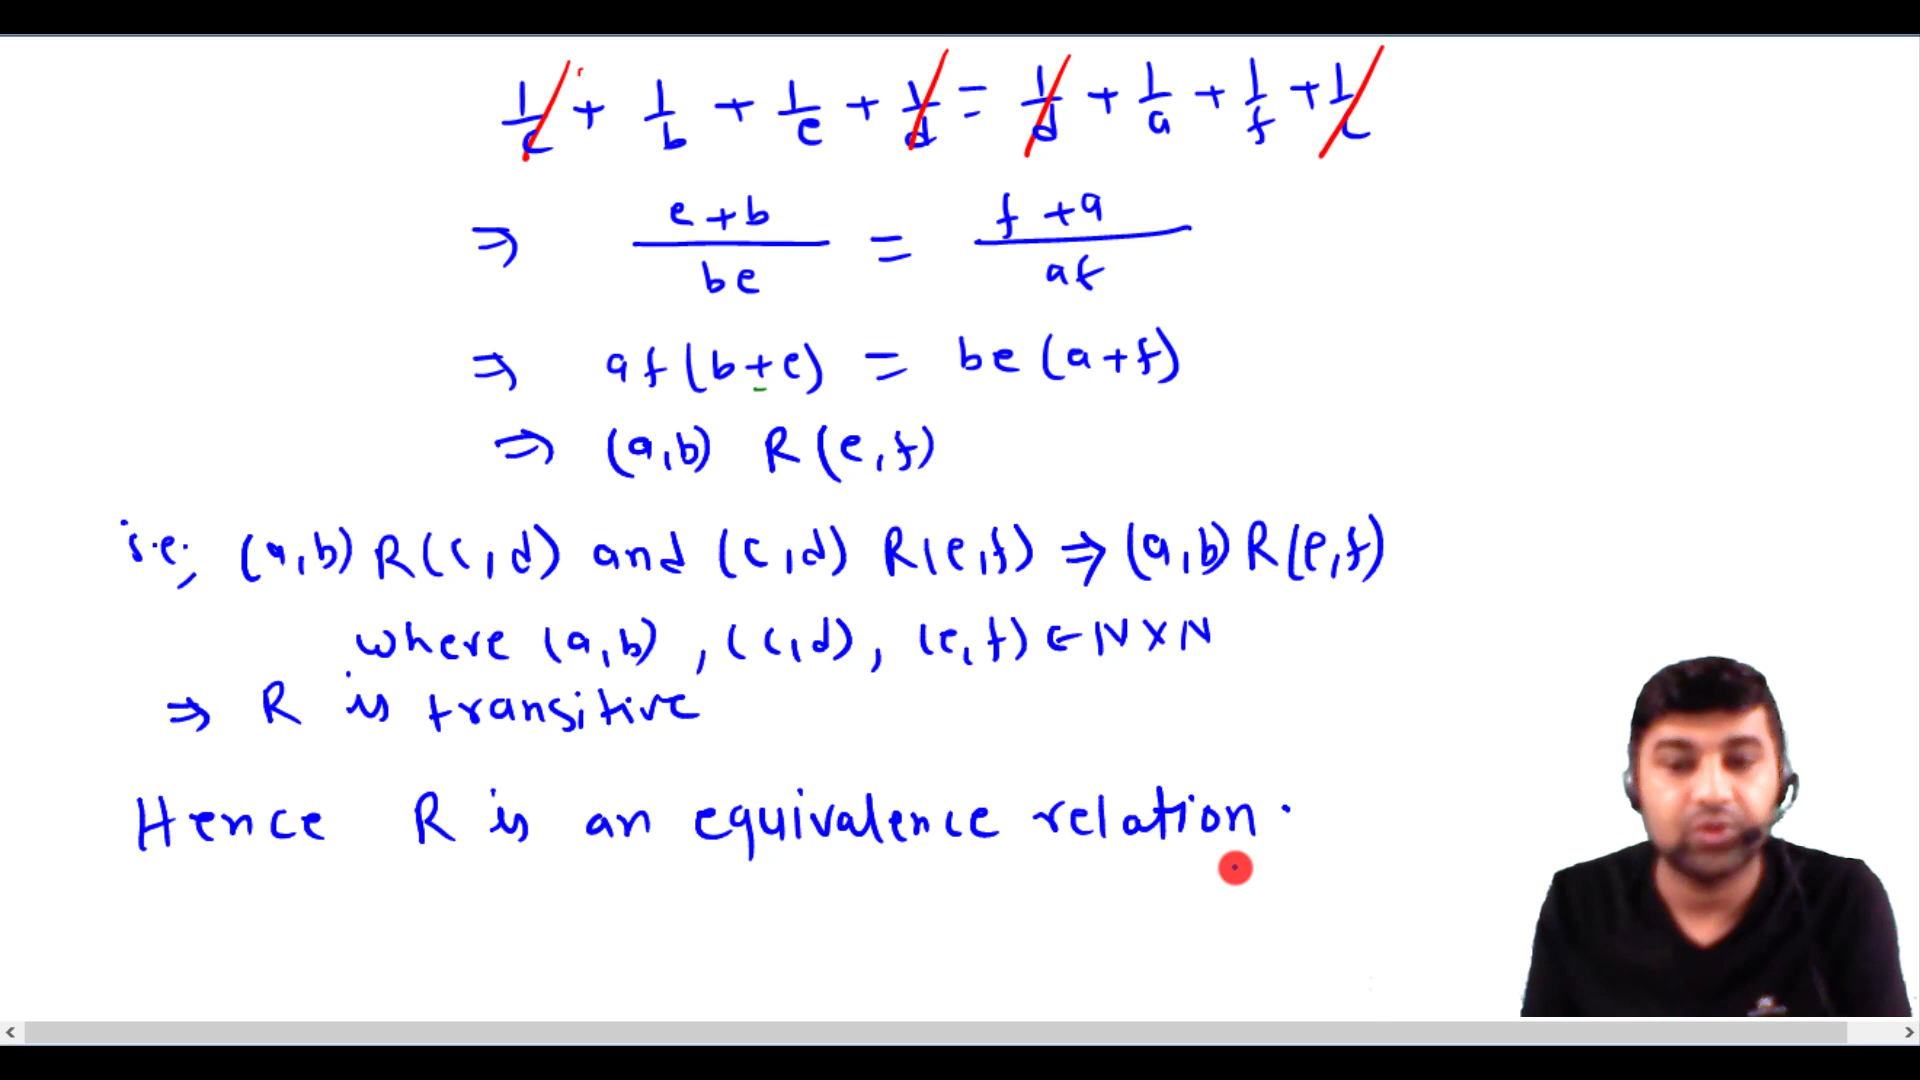 1/c + 1/b + 1/e + 1/d = 1/d + 1/a + 1/f + 1/c
⇒ e+b/be = f+a/af
⇒ af(b+e) = be(a+f)
⇒ (a,b) R (e,f)
i.e; (a,b) R (c,d) and (c,d) R (e,f) ⇒ (a,b) R (e,f)
where (a,b), (c,d), (e,f) ∈ N×N
⇒ R is transitive
Hence R is an equivalence relation.